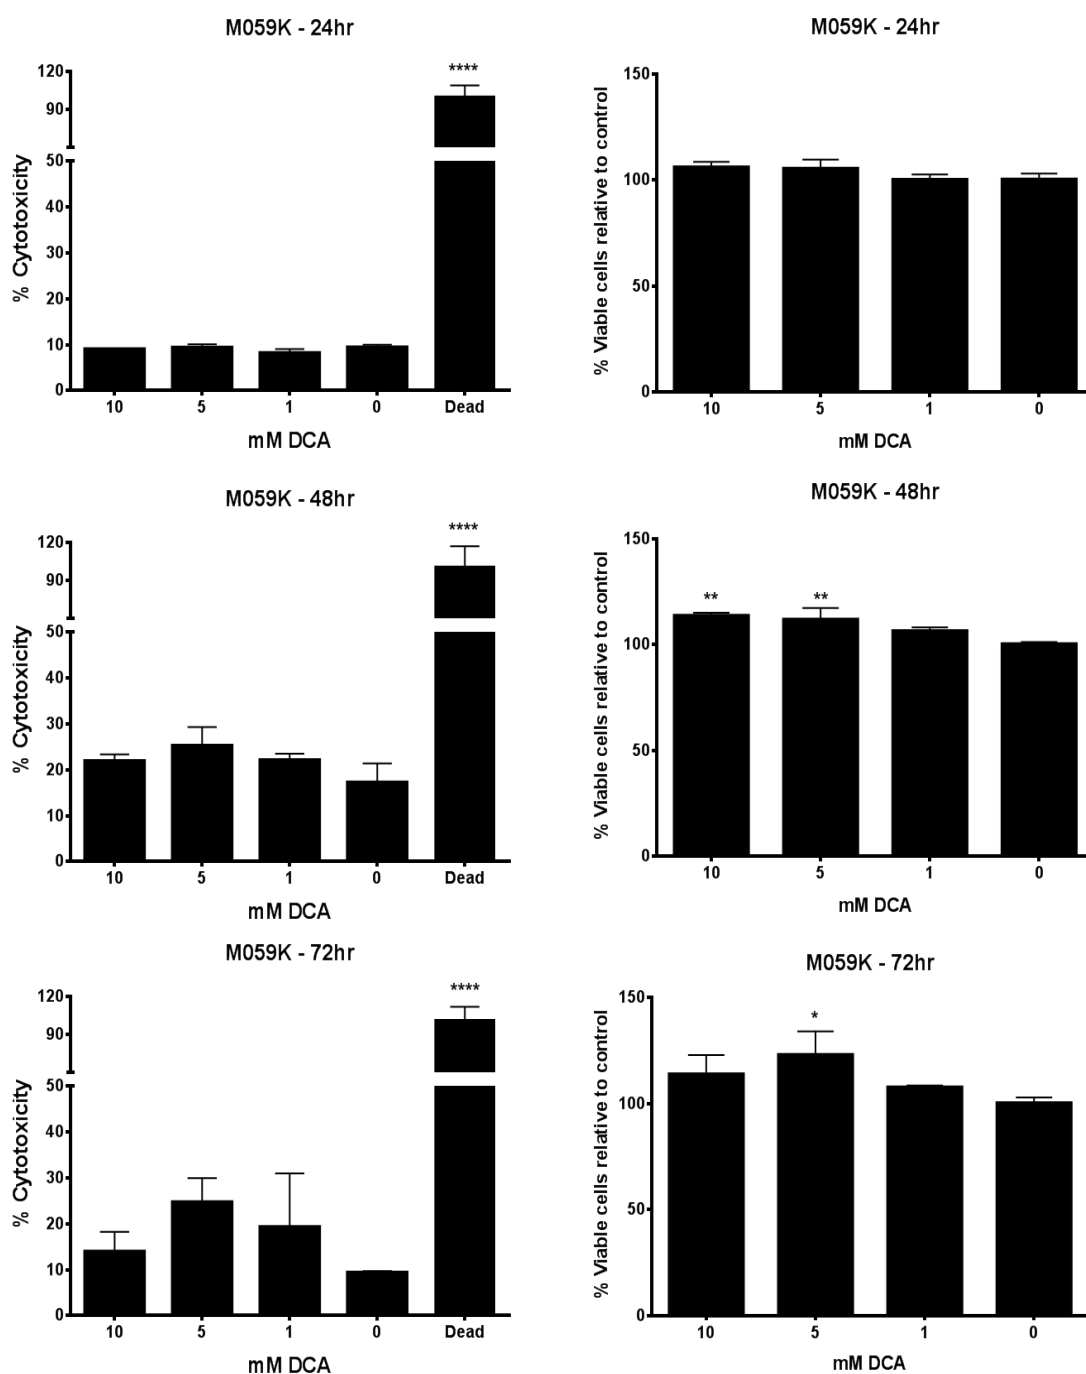 M059K - 24hr
% Cytotoxicity
120
90
50
40
30
20
10
0
****
10 5 1 0 Dead
mM DCA
M059K - 24hr
% Viable cells relative to control
150
100
50
0
10 5 1 0
mM DCA
M059K - 48hr
% Cytotoxicity
120
90
50
40
30
20
10
0
****
10 5 1 0 Dead
mM DCA
M059K - 48hr
% Viable cells relative to control
150
100
50
0
** **
10 5 1 0
mM DCA
M059K - 72hr
% Cytotoxicity
120
90
50
40
30
20
10
0
****
10 5 1 0 Dead
mM DCA
M059K - 72hr
% Viable cells relative to control
150
100
50
0
*
10 5 1 0
mM DCA